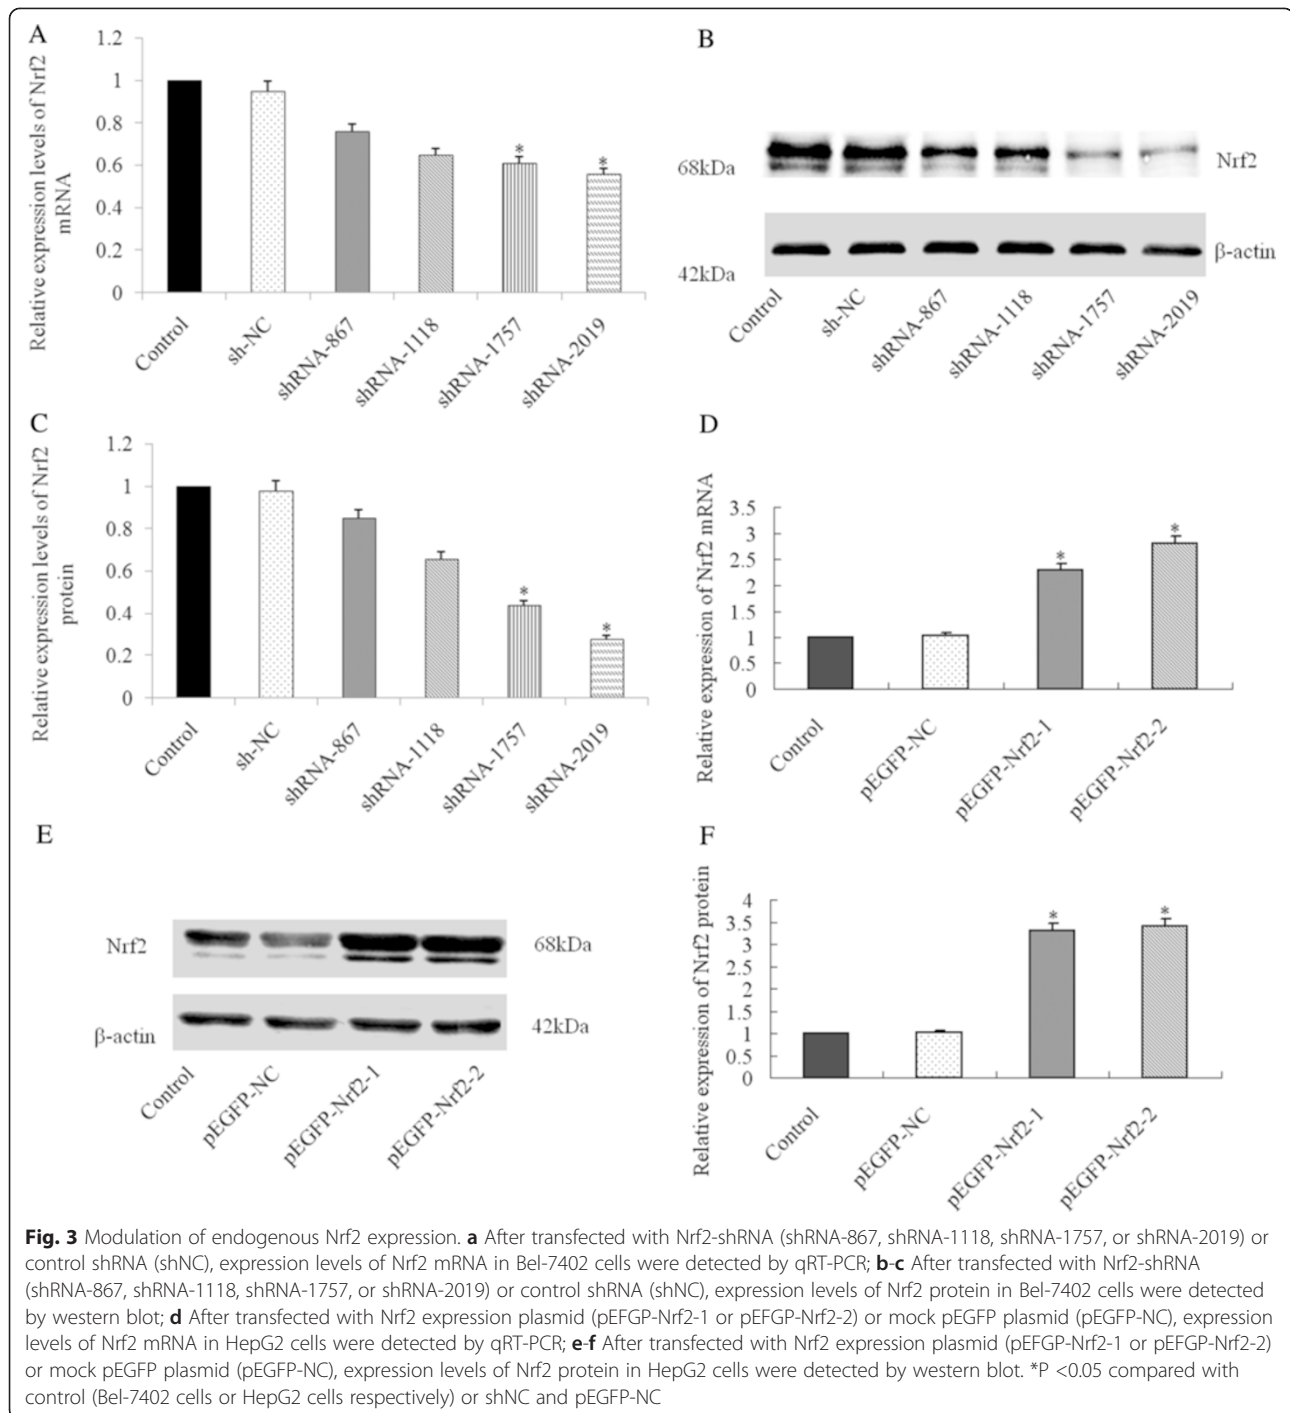 A
Relative expression levels of Nrf2
mRNA
1.2
1
0.8
0.6
0.4
0.2
0
*
*
Control
sh-NC
shRNA-867
shRNA-1118
shRNA-1757
shRNA-2019
B
68kDa
Nrf2
42kDa
β-actin
Control
sh-NC
shRNA-867
shRNA-1118
shRNA-1757
shRNA-2019
C
Relative expression levels of Nrf2
protein
1.2
1
0.8
0.6
0.4
0.2
0
*
*
Control
sh-NC
shRNA-867
shRNA-1118
shRNA-1757
shRNA-2019
D
Relative expression of Nrf2 mRNA
3.5
3
2.5
2
1.5
1
0.5
0
*
*
Control
pEGFP-NC
pEGFP-Nrf2-1
pEGFP-Nrf2-2
E
Nrf2
68kDa
β-actin
42kDa
Control
pEGFP-NC
pEGFP-Nrf2-1
pEGFP-Nrf2-2
F
Relative expression of Nrf2 protein
4
3.5
3
2.5
2
1.5
1
0.5
0
*
*
Control
pEGFP-NC
pEGFP-Nrf2-1
pEGFP-Nrf2-2
Fig. 3 Modulation of endogenous Nrf2 expression. a After transfected with Nrf2-shRNA (shRNA-867, shRNA-1118, shRNA-1757, or shRNA-2019) or
control shRNA (shNC), expression levels of Nrf2 mRNA in Bel-7402 cells were detected by qRT-PCR; b-c After transfected with Nrf2-shRNA
(shRNA-867, shRNA-1118, shRNA-1757, or shRNA-2019) or control shRNA (shNC), expression levels of Nrf2 protein in Bel-7402 cells were detected
by western blot; d After transfected with Nrf2 expression plasmid (pEFGP-Nrf2-1 or pEFGP-Nrf2-2) or mock pEGFP plasmid (pEGFP-NC), expression
levels of Nrf2 mRNA in HepG2 cells were detected by qRT-PCR; e-f After transfected with Nrf2 expression plasmid (pEFGP-Nrf2-1 or pEFGP-Nrf2-2)
or mock pEGFP plasmid (pEGFP-NC), expression levels of Nrf2 protein in HepG2 cells were detected by western blot. *P <0.05 compared with
control (Bel-7402 cells or HepG2 cells respectively) or shNC and pEGFP-NC